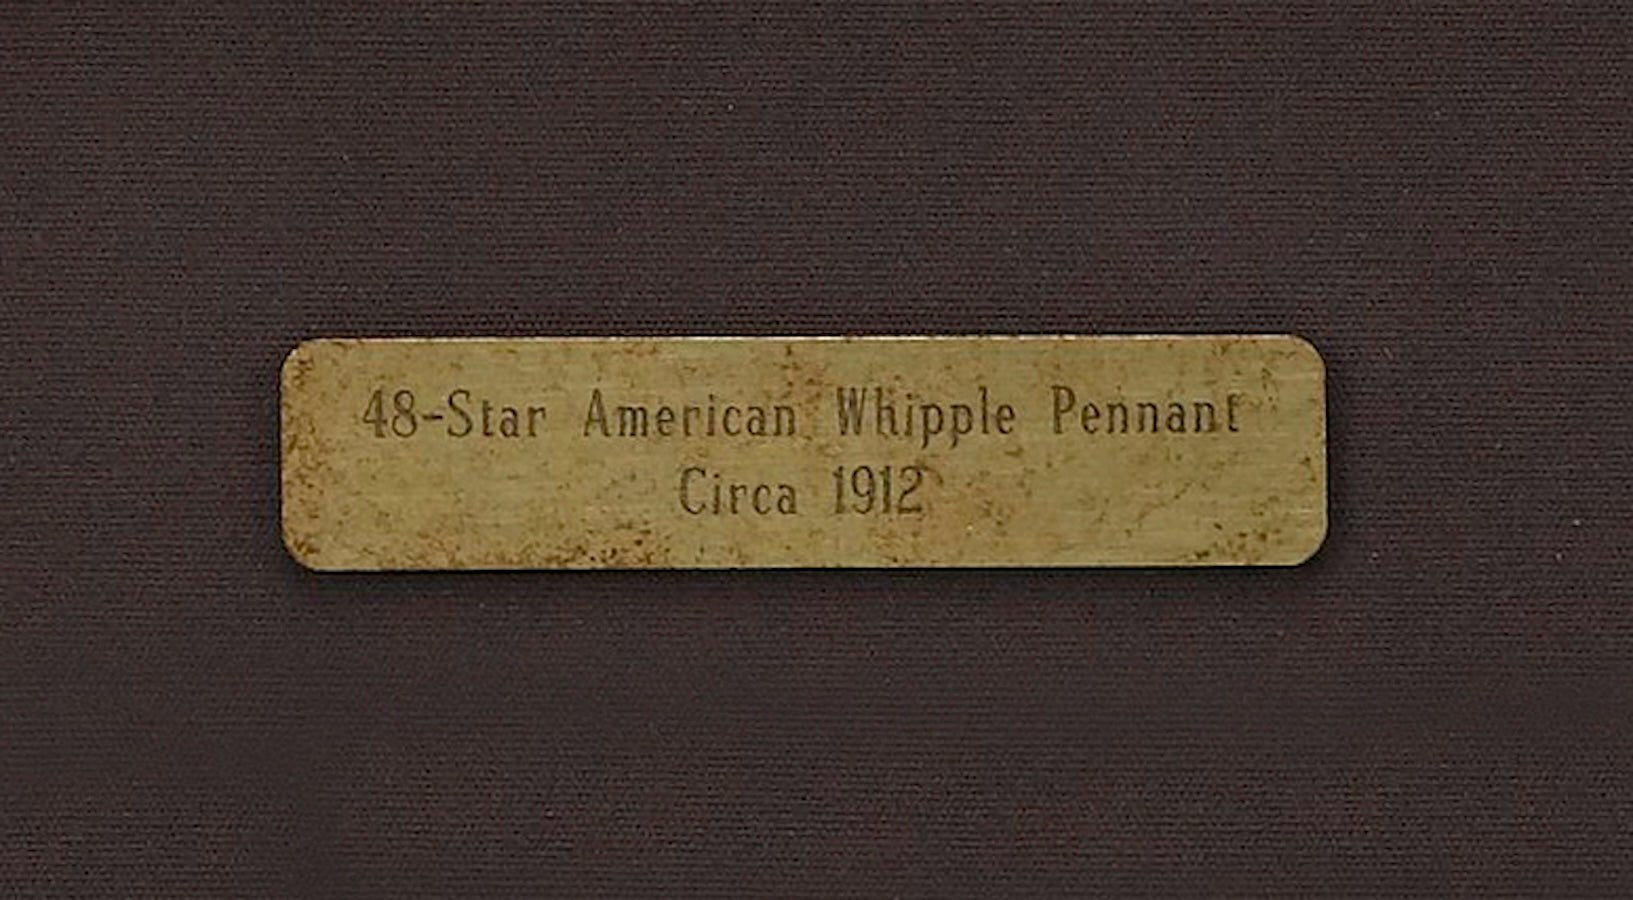 48-Star American Whipple Pennant
Circa 1912